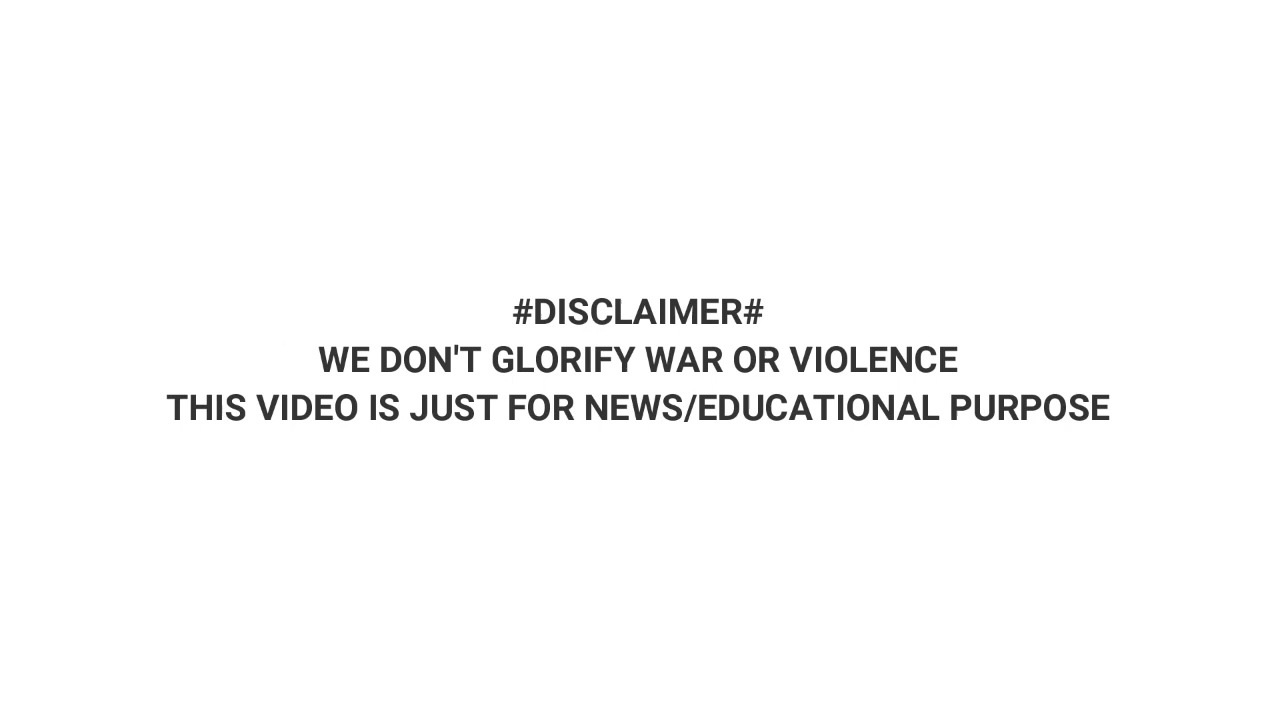 #DISCLAIMER#
WE DON'T GLORIFY WAR OR VIOLENCE
THIS VIDEO IS JUST FOR NEWS/EDUCATIONAL PURPOSE